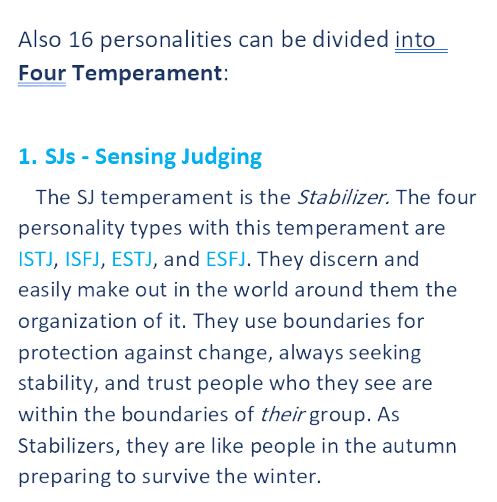 Also 16 personalities can be divided into
Four Temperament:
1. SJs - Sensing Judging
The SJ temperament is the Stabilizer. The four
personality types with this temperament are
ISTJ, ISFJ, ESTJ, and ESFJ. They discern and
easily make out in the world around them the
organization of it. They use boundaries for
protection against change, always seeking
stability, and trust people who they see are
within the boundaries of their group. As
Stabilizers, they are like people in the autumn
preparing to survive the winter.